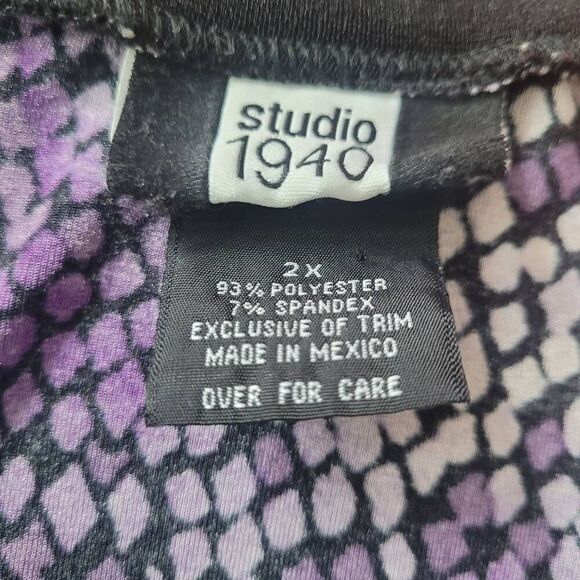 studio
1940
2X
93% POLYESTER
7% SPANDEX
EXCLUSIVE OF TRIM
MADE IN MEXICO
OVER FOR CARE